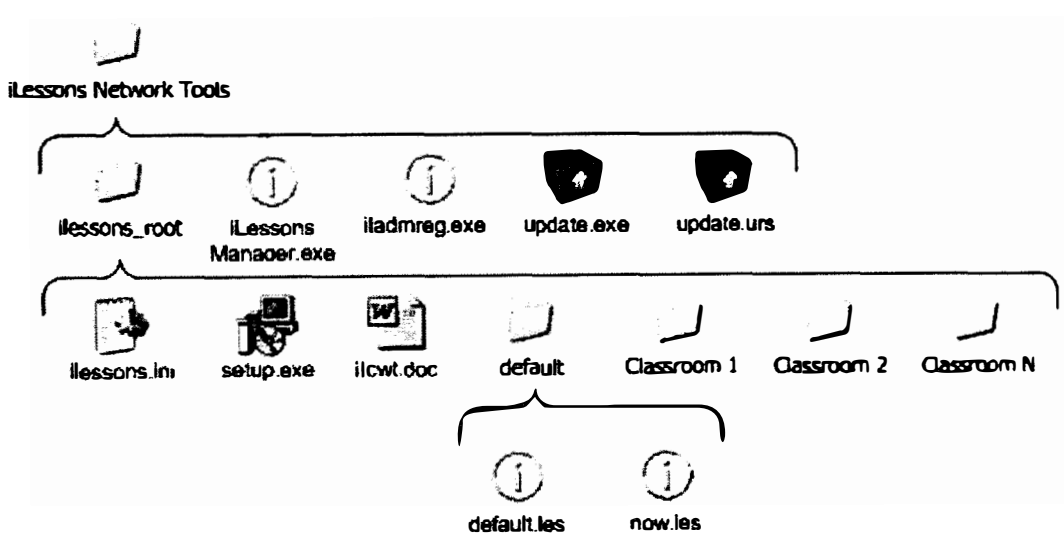 iLessons Network Tools
ilessons_root
iLessons
Manager.exe
iladmreg.exe
update.exe
update.urs
ilessons.ini
setup.exe
ilcwt.doc
default
Classroom 1
Classroom 2
Classroom N
default.les
now.les